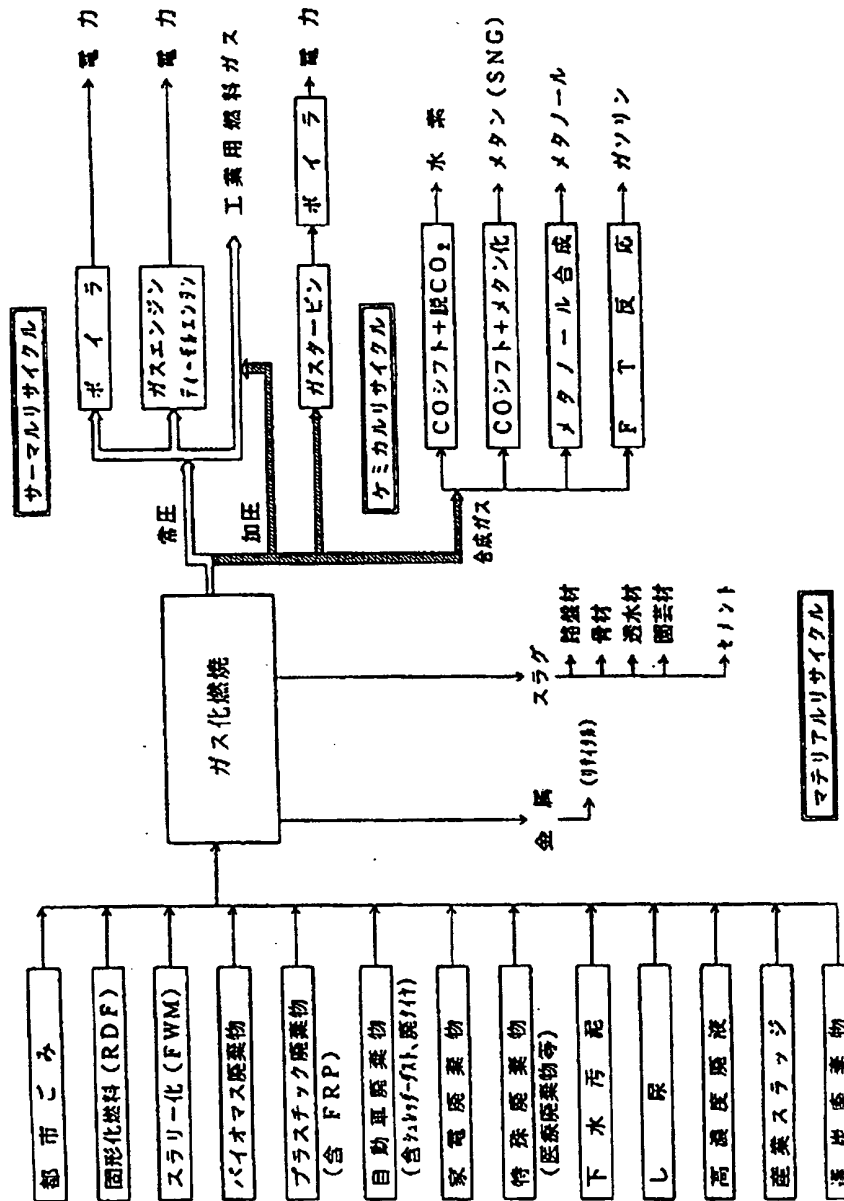 都市ごみ
固形化燃料(RDF)
スラリー化(FWM)
バイオマス廃棄物
プラスチック廃棄物
(含 FRP)
自動車廃棄物
(含シュレッダーダスト、廃タイヤ)
家電廃棄物
特殊廃棄物
(医療廃棄物等)
下水汚泥
し尿
高濃度廃液
産業スラッジ
廃棄物
ガス化燃焼
金属
(リサイクル)
スラグ
路盤材
骨材
透水材
園芸材
セメント
マテリアルリサイクル
常圧
加圧
合成ガス
サーマルリサイクル
ボイラ
電力
ガスエンジン
ディーゼルエンジン
電力
工業用燃料ガス
ガスタービン
ボイラ
電力
ケミカルリサイクル
COシフト+脱CO₂
水素
COシフト+メタン化
メタン(SNG)
メタノール合成
メタノール
FT反応
ガソリン